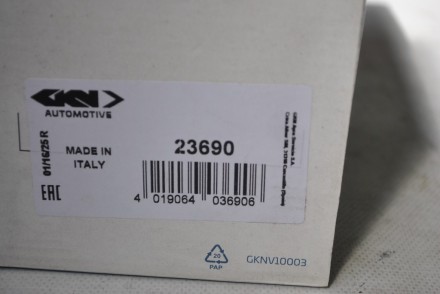 GKN
AUTOMOTIVE
01/16/25 R
MADE IN
ITALY
23690
EAC
4 019064 036906
20
PAP
GKNV10003